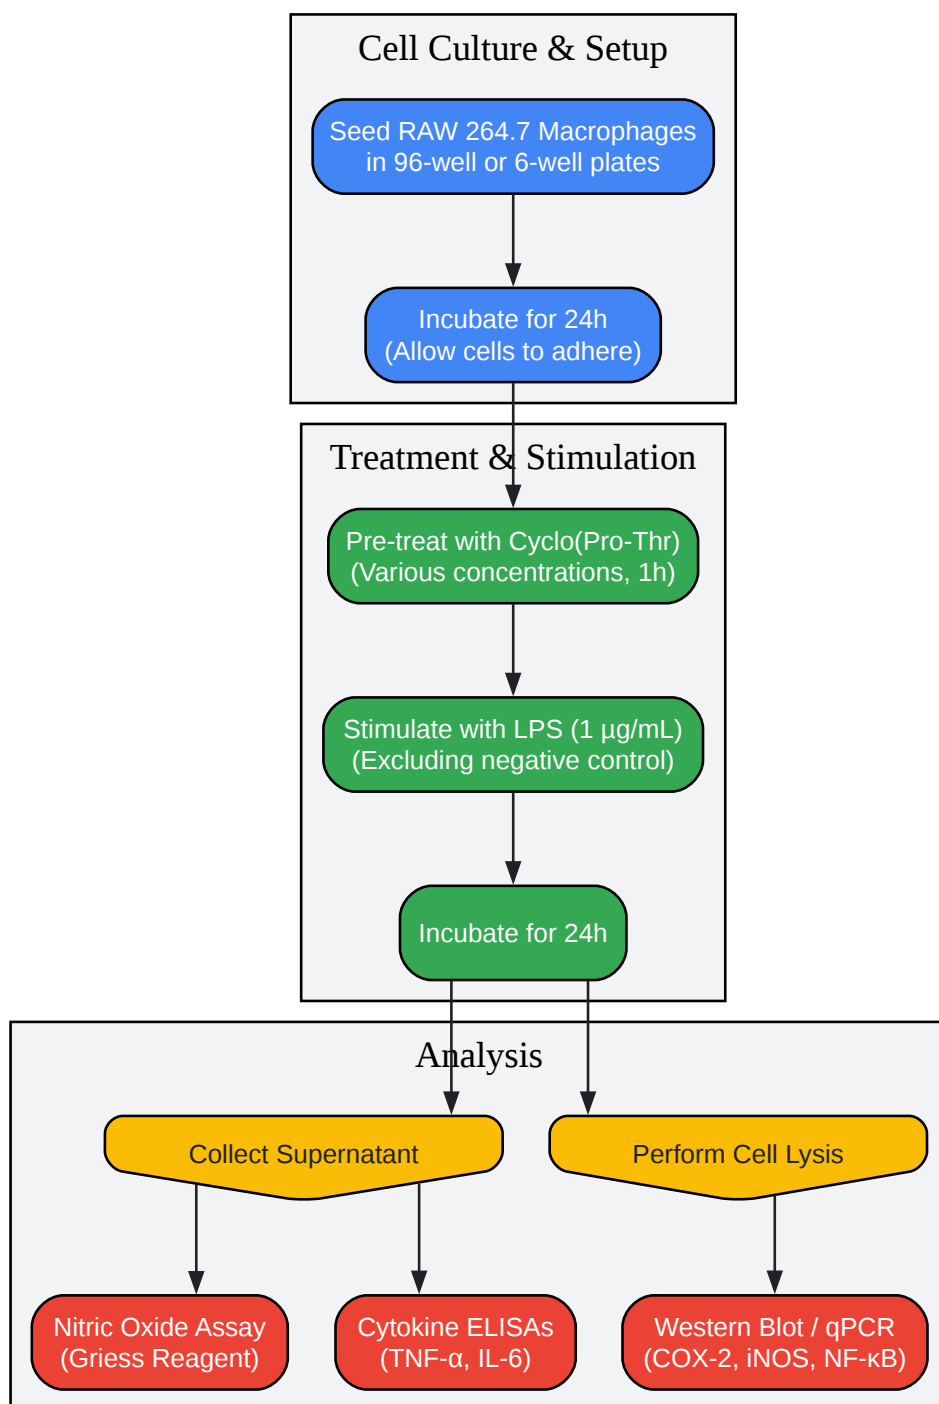 Cell Culture & Setup
Seed RAW 264.7 Macrophages
in 96-well or 6-well plates
Incubate for 24h
(Allow cells to adhere)
Treatment & Stimulation
Pre-treat with Cyclo(Pro-Thr)
(Various concentrations, 1h)
Stimulate with LPS (1 µg/mL)
(Excluding negative control)
Incubate for 24h
Analysis
Collect Supernatant
Perform Cell Lysis
Nitric Oxide Assay
(Griess Reagent)
Cytokine ELISAs
(TNF-α, IL-6)
Western Blot / qPCR
(COX-2, iNOS, NF-κB)